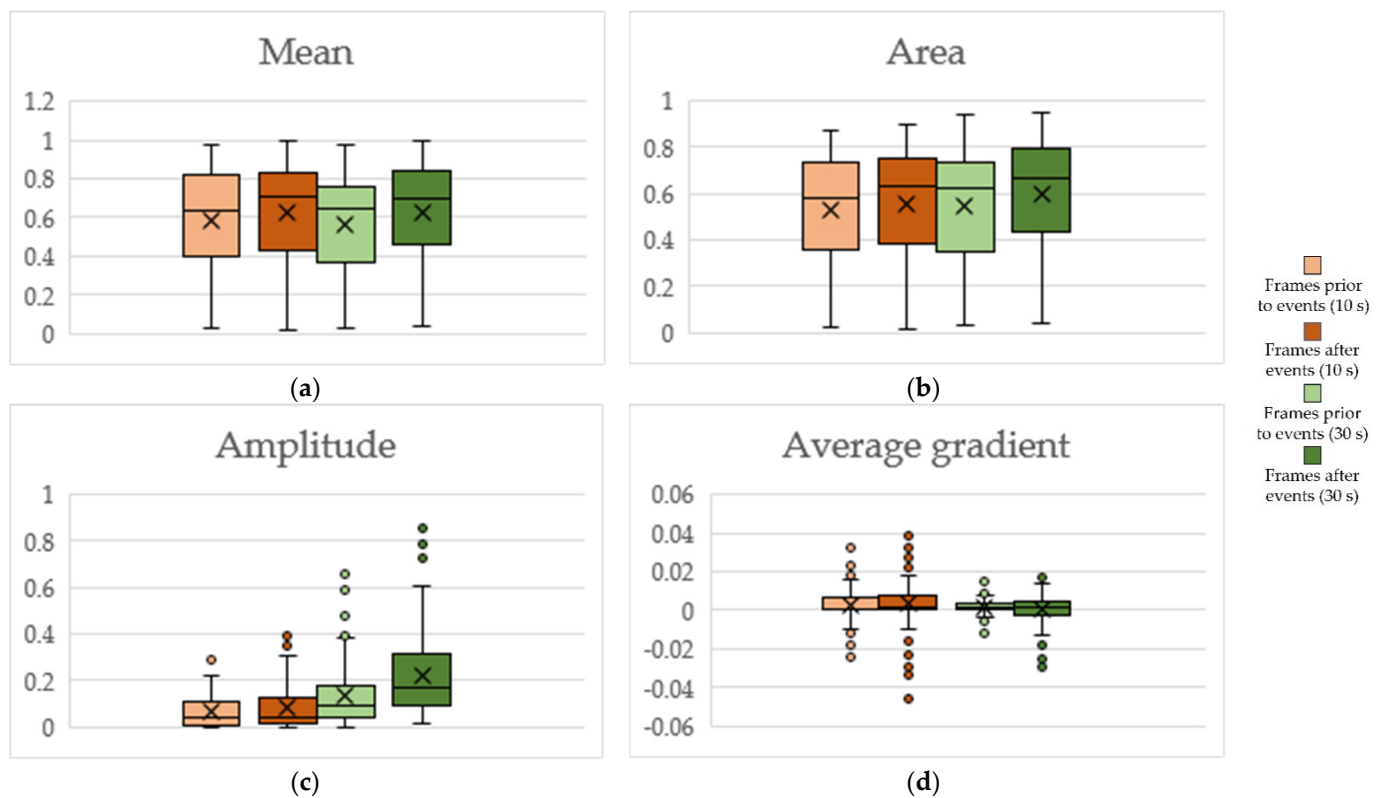 Mean
1.2
1
0.8
0.6
0.4
0.2
0
(a)
Area
1
0.8
0.6
0.4
0.2
0
(b)
Amplitude
1
0.8
0.6
0.4
0.2
0
(c)
Average gradient
0.06
0.04
0.02
0
-0.02
-0.04
-0.06
(d)
Frames prior
to events (10 s)
Frames after
events (10 s)
Frames prior
to events (30 s)
Frames after
events (30 s)